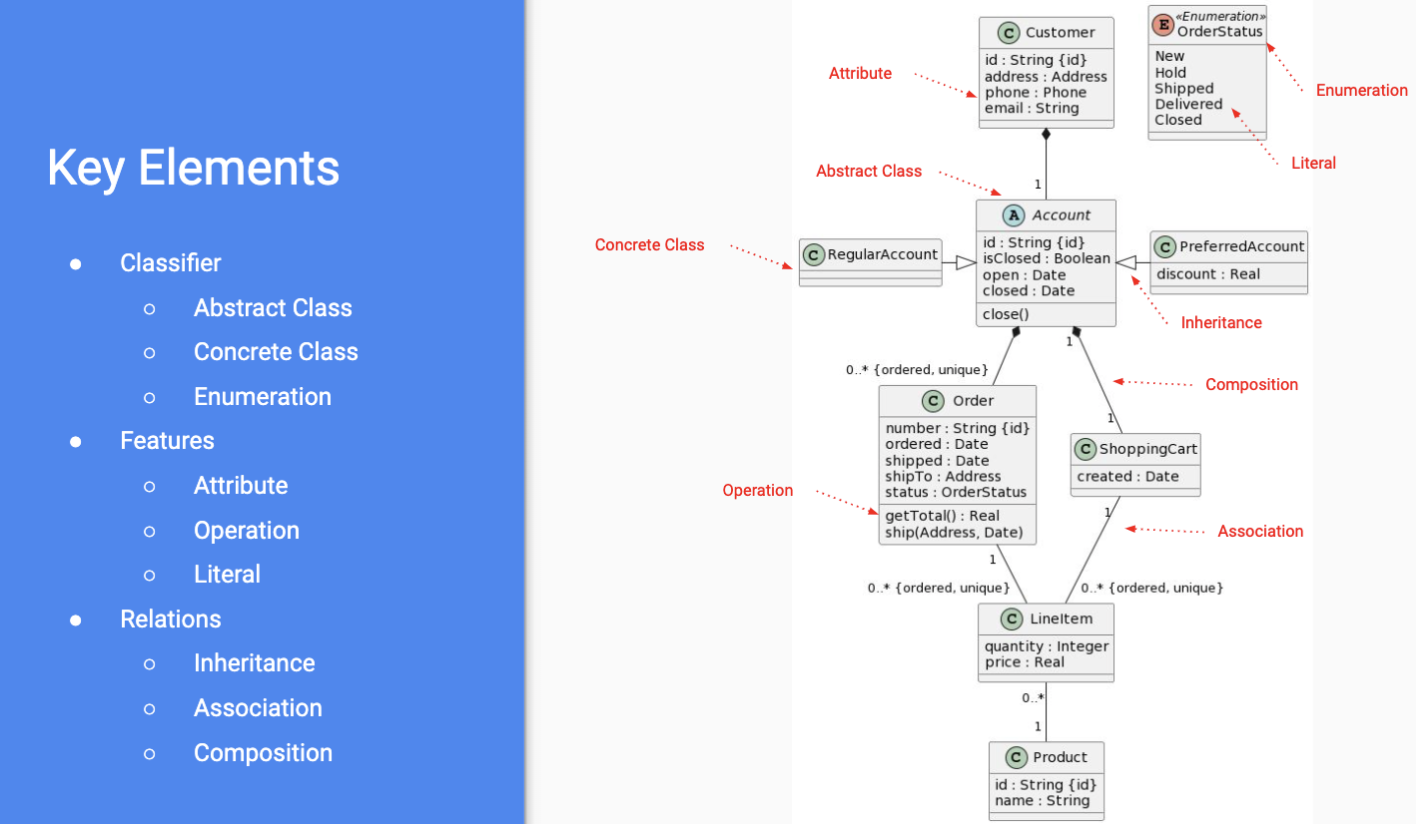 Key Elements
● Classifier
○ Abstract Class
○ Concrete Class
○ Enumeration
● Features
○ Attribute
○ Operation
○ Literal
● Relations
○ Inheritance
○ Association
○ Composition
C Customer
id : String {id}
address : Address
phone : Phone
email : String
Attribute
E «Enumeration»
OrderStatus
New
Hold
Shipped
Delivered
Closed
Enumeration
Literal
Abstract Class
1
A Account
id : String {id}
isClosed : Boolean
open : Date
closed : Date
close()
Concrete Class
C RegularAccount
C PreferredAccount
discount : Real
Inheritance
1
0..* {ordered, unique}
Composition
1
C Order
number : String {id}
ordered : Date
shipped : Date
shipTo : Address
status : OrderStatus
getTotal() : Real
ship(Address, Date)
Operation
C ShoppingCart
created : Date
1
Association
1
0..* {ordered, unique}
0..* {ordered, unique}
C LineItem
quantity : Integer
price : Real
0..*
1
C Product
id : String {id}
name : String